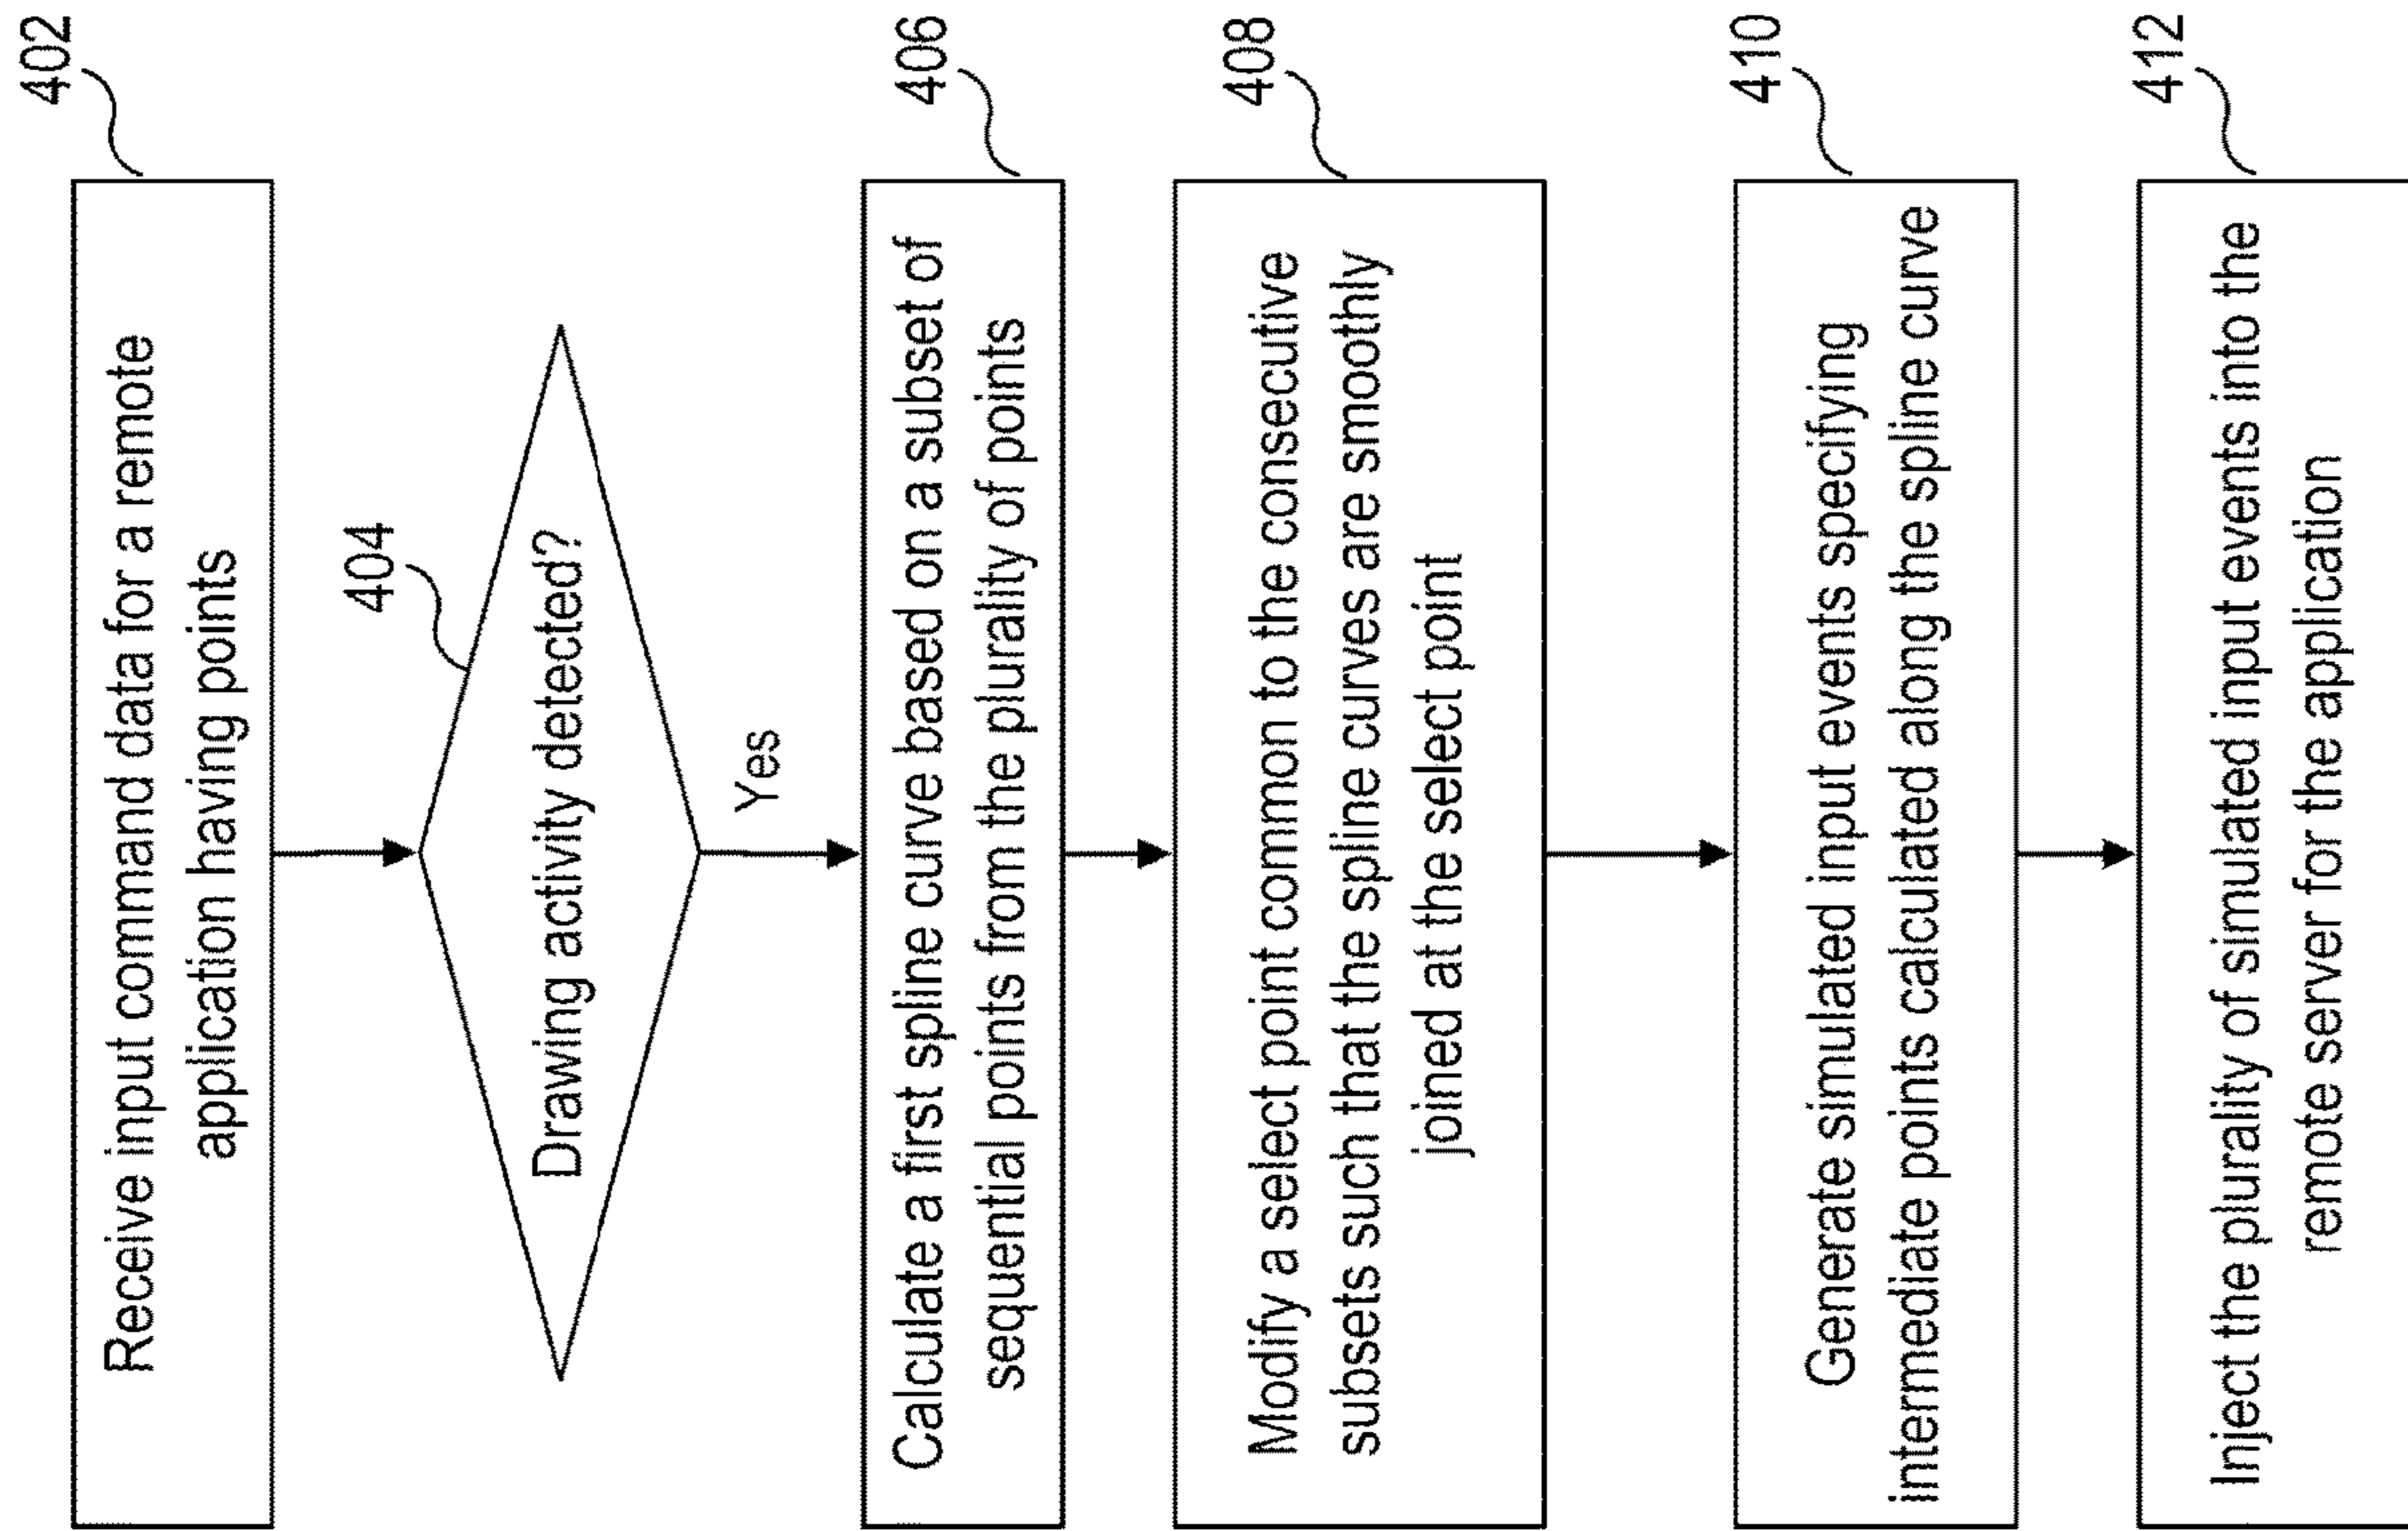 402
Receive input command data for a remote
application having points
404
Drawing activity detected?
Yes
406
Calculate a first spline curve based on a subset of
sequential points from the plurality of points
408
Modify a select point common to the consecutive
subsets such that the spline curves are smoothly
joined at the select point
410
Generate simulated input events specifying
intermediate points calculated along the spline curve
412
Inject the plurality of simulated input events into the
remote server for the application